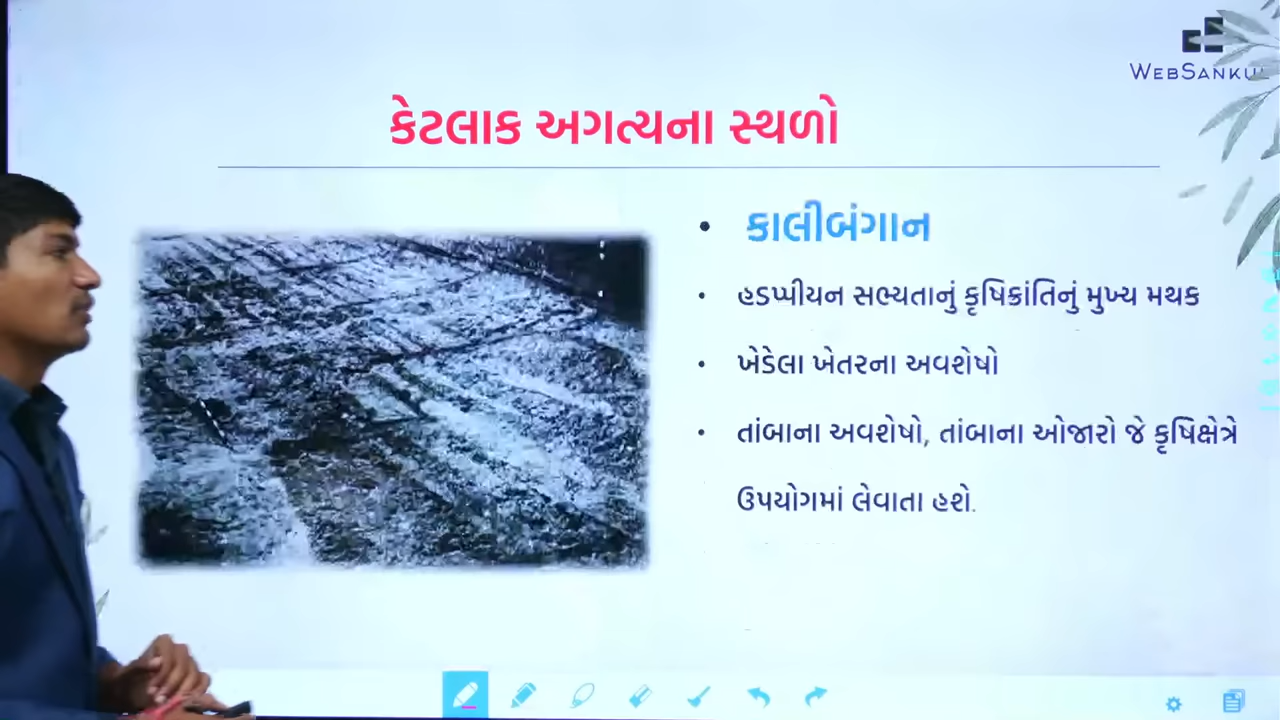 WEBSANKUL
કેટલાક અગત્યના સ્થળો
• કાલીબંગાન
• હડપ્પીયન સભ્યતાનું કૃષિક્રાંતિનું મુખ્ય મથક
• ખેડેલા ખેતરના અવશેષો
• તાંબાના અવશેષો, તાંબાના ઓજારો જે કૃષિક્ષેત્રે
ઉપયોગમાં લેવાતા હશે.